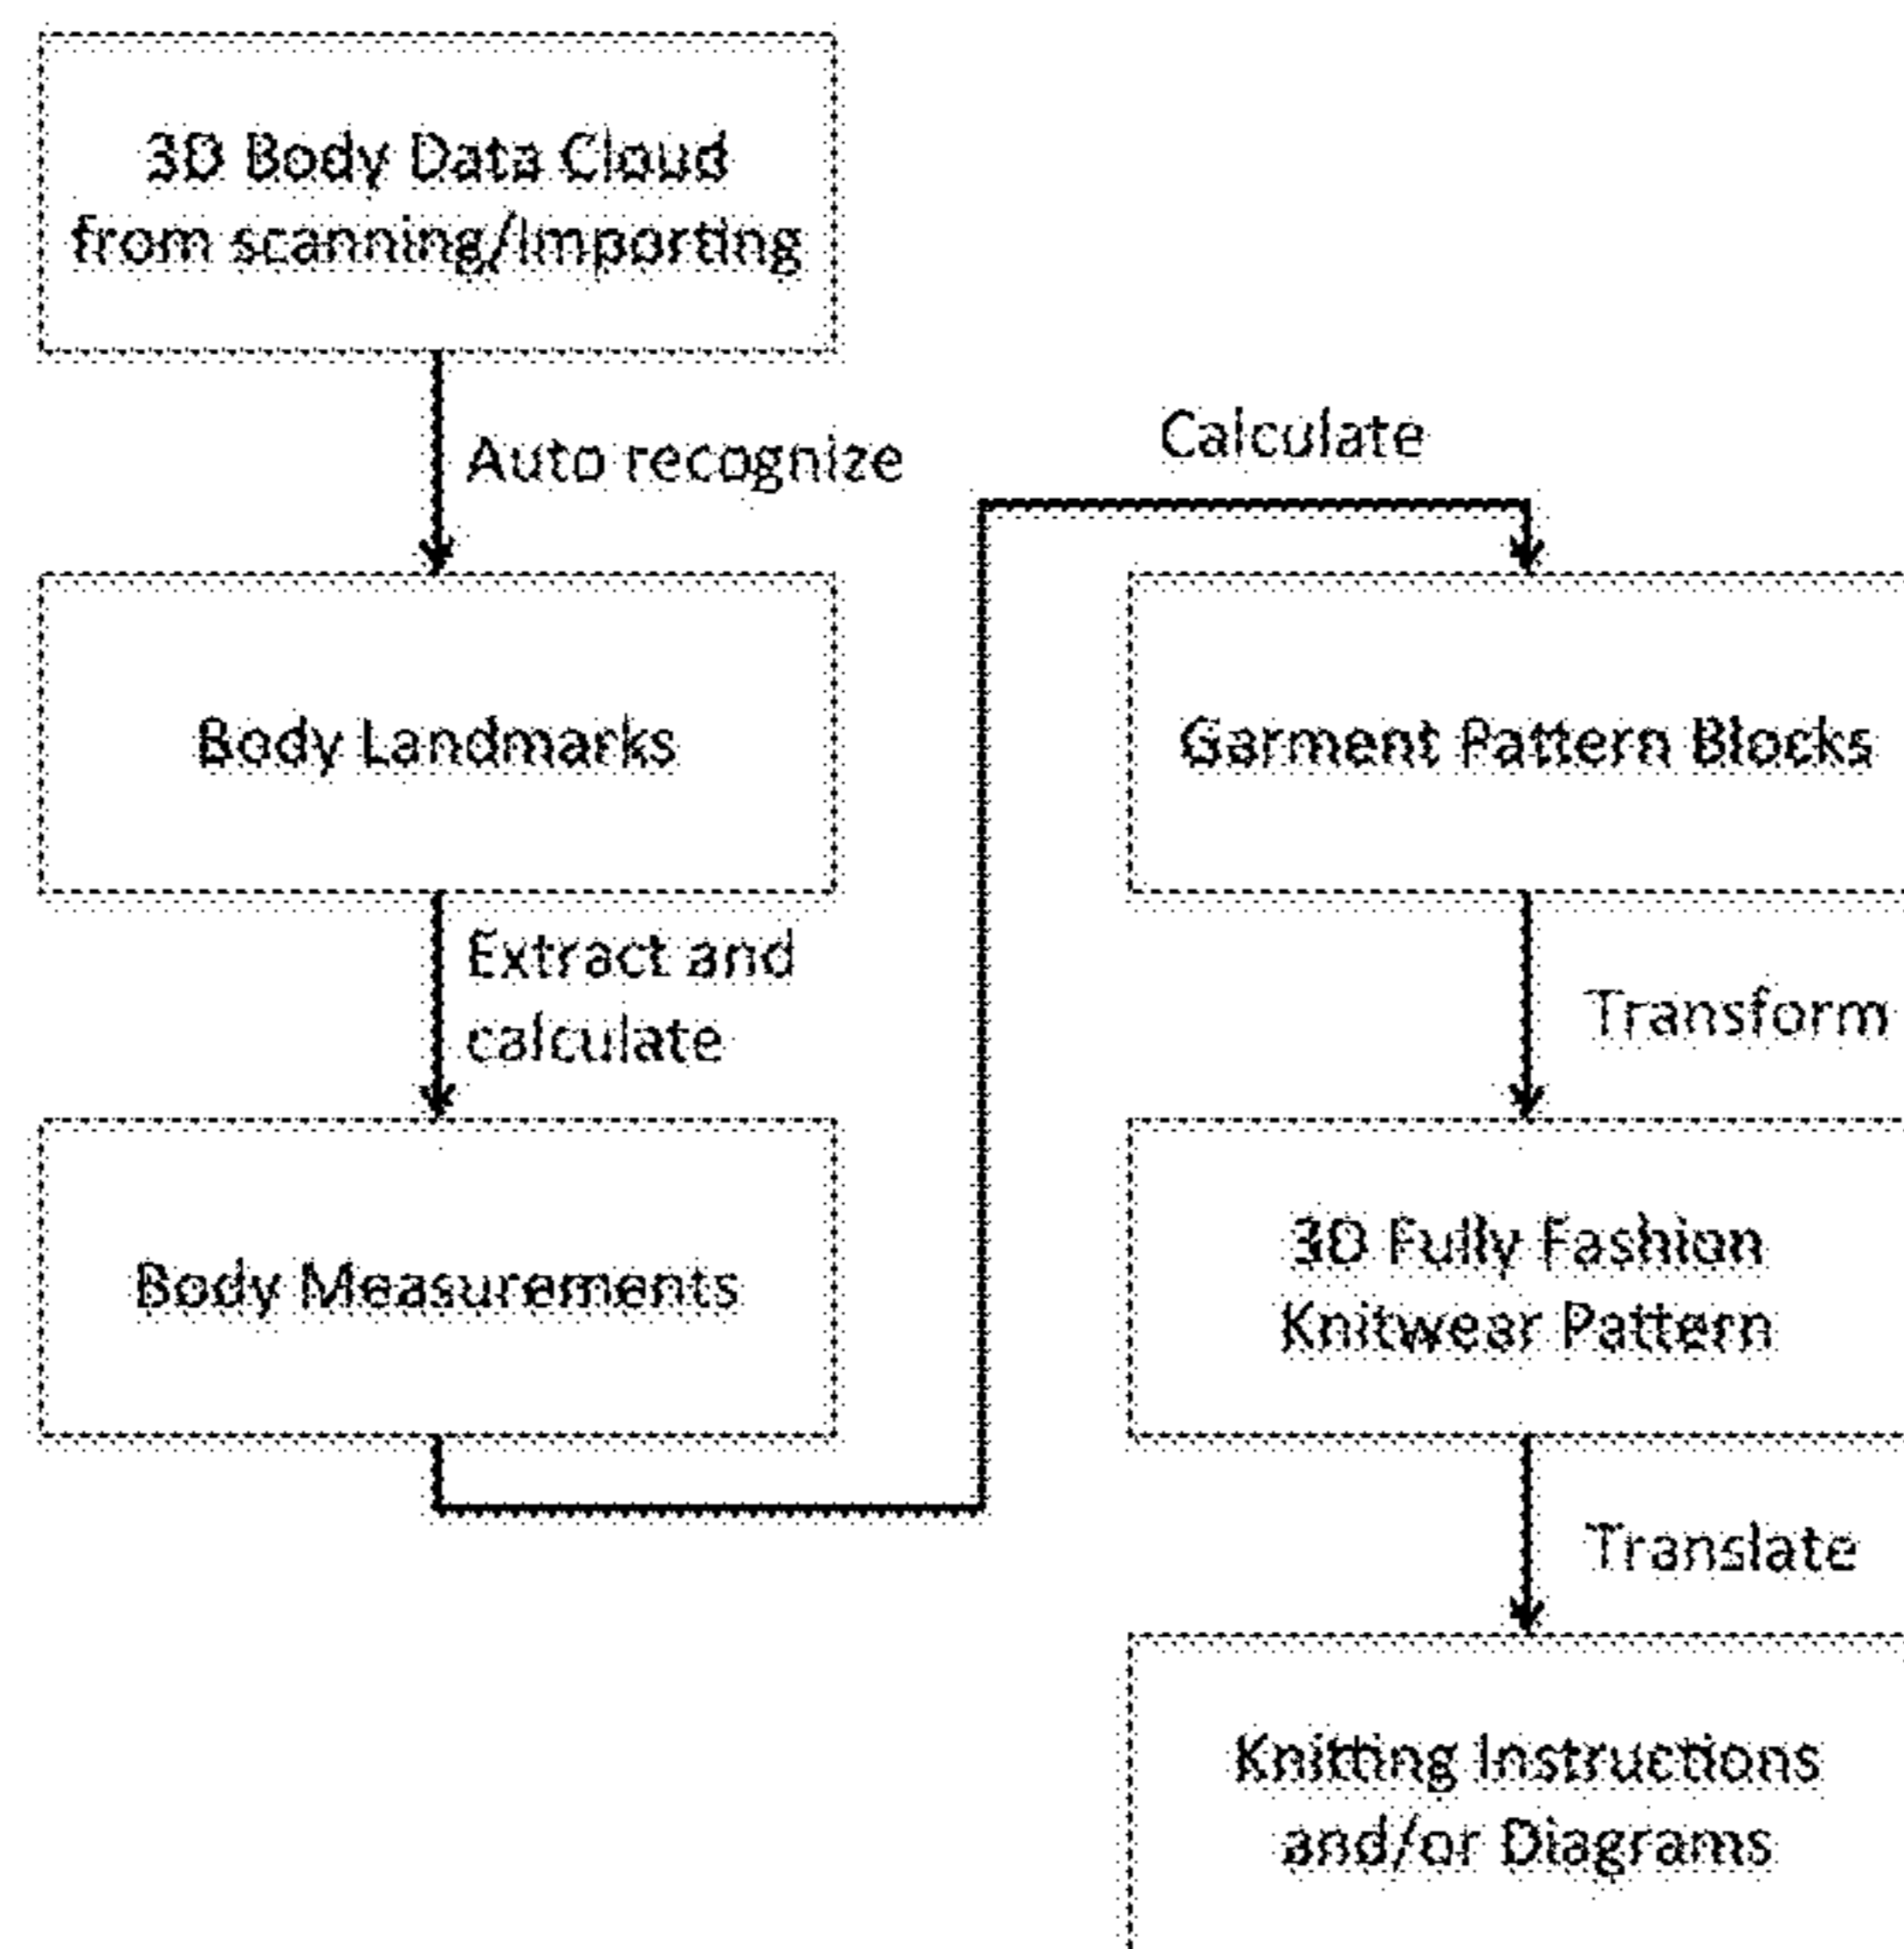 3D Body Data Cloud
from scanning/Importing
Auto recognize
Body Landmarks
Extract and
calculate
Body Measurements
Calculate
Garment Pattern Blocks
Transform
3D Fully Fashion
Knitwear Pattern
Translate
Knitting Instructions
and/or Diagrams